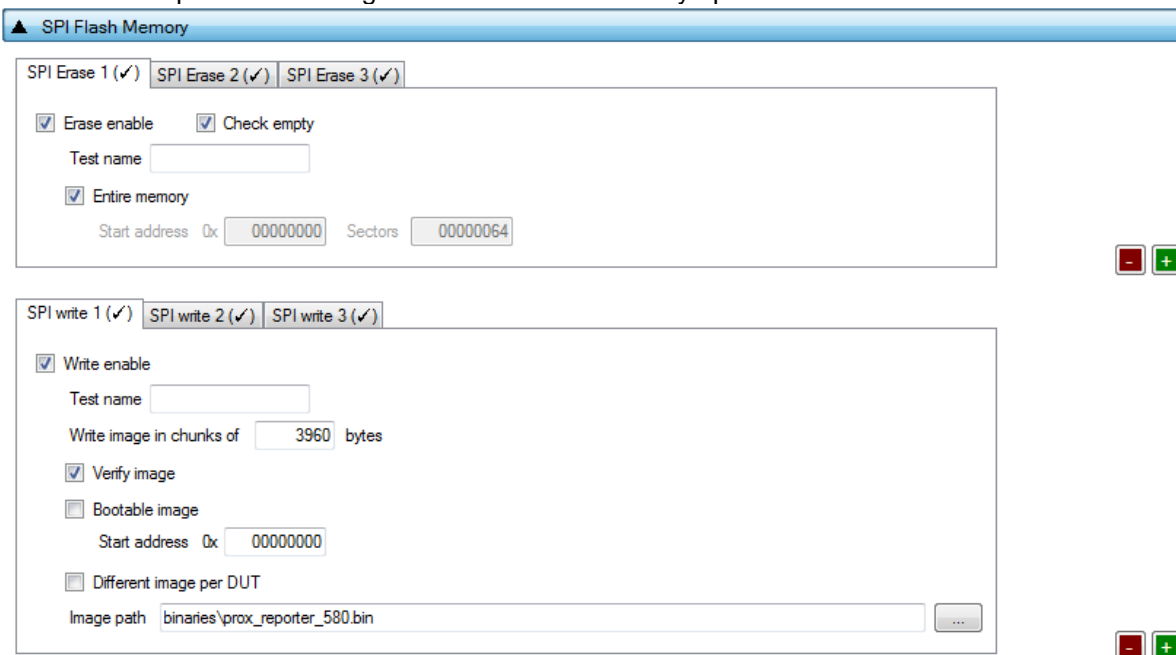 ▲ SPI Flash Memory
SPI Erase 1 (✓) SPI Erase 2 (✓) SPI Erase 3 (✓)
Erase enable Check empty
Test name
Entire memory
Start address 0x 00000000 Sectors 00000064
- +
SPI write 1 (✓) SPI write 2 (✓) SPI write 3 (✓)
Write enable
Test name
Write image in chunks of 3960 bytes
Verify image
Bootable image
Start address 0x 00000000
Different image per DUT
Image path binaries\prox_reporter_580.bin ...
- +